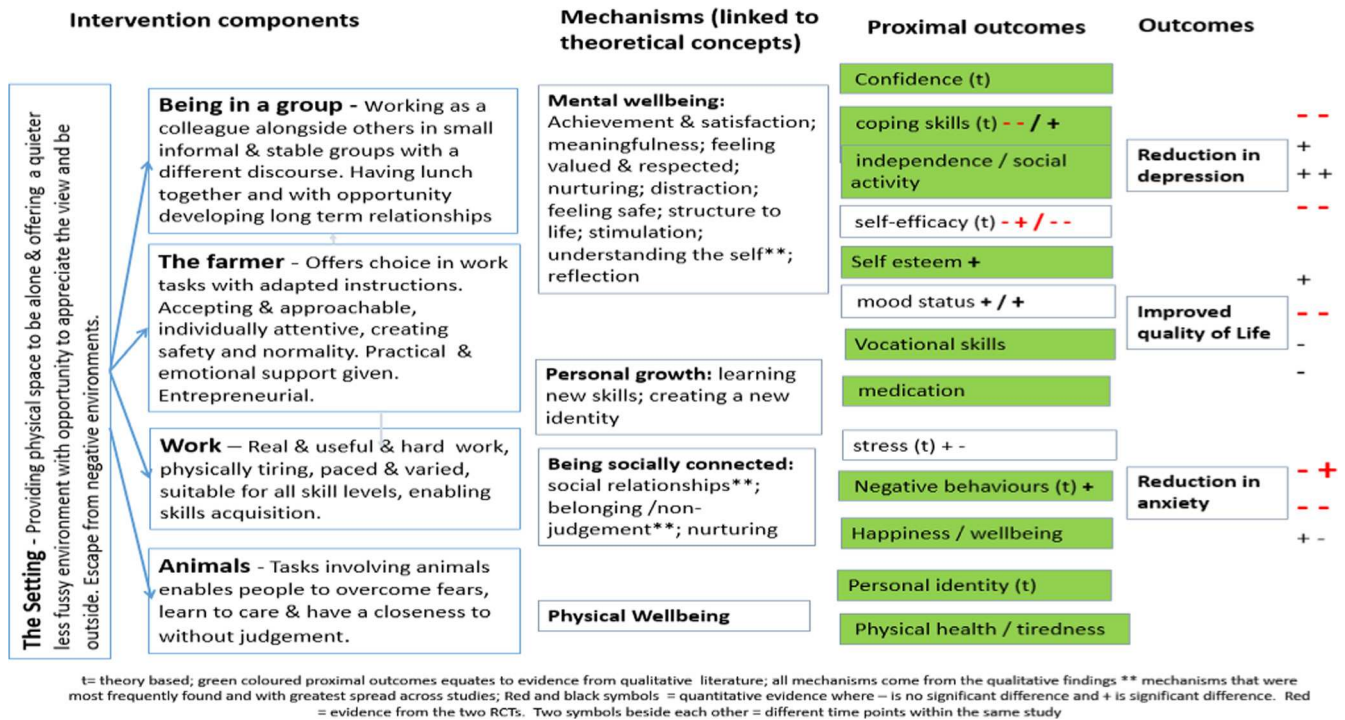 Intervention components
Mechanisms (linked to
theoretical concepts)
Proximal outcomes
Outcomes
The Setting - Providing physical space to be alone & offering a quieter
less fussy environment with opportunity to appreciate the view and be
outside. Escape from negative environments.
Being in a group - Working as a
colleague alongside others in small
informal & stable groups with a
different discourse. Having lunch
together and with opportunity
developing long term relationships
The farmer - Offers choice in work
tasks with adapted instructions.
Accepting & approachable,
individually attentive, creating
safety and normality. Practical &
emotional support given.
Entrepreneurial.
Work – Real & useful & hard work,
physically tiring, paced & varied,
suitable for all skill levels, enabling
skills acquisition.
Animals - Tasks involving animals
enables people to overcome fears,
learn to care & have a closeness to
without judgement.
Mental wellbeing:
Achievement & satisfaction;
meaningfulness; feeling
valued & respected;
nurturing; distraction;
feeling safe; structure to
life; stimulation;
understanding the self**;
reflection
Personal growth: learning
new skills; creating a new
identity
Being socially connected:
social relationships**;
belonging /non-
judgement**; nurturing
Physical Wellbeing
Confidence (t)
coping skills (t) - - / +
independence / social
activity
self-efficacy (t) - + / - -
Self esteem +
mood status + / +
Vocational skills
medication
stress (t) + -
Negative behaviours (t) +
Happiness / wellbeing
Personal identity (t)
Physical health / tiredness
Reduction in
depression
- -
+
+ +
- -
Improved
quality of Life
+
- -
-
-
Reduction in
anxiety
- +
- -
+ -
t= theory based; green coloured proximal outcomes equates to evidence from qualitative literature; all mechanisms come from the qualitative findings ** mechanisms that were
most frequently found and with greatest spread across studies; Red and black symbols = quantitative evidence where – is no significant difference and + is significant difference. Red
= evidence from the two RCTs. Two symbols beside each other = different time points within the same study